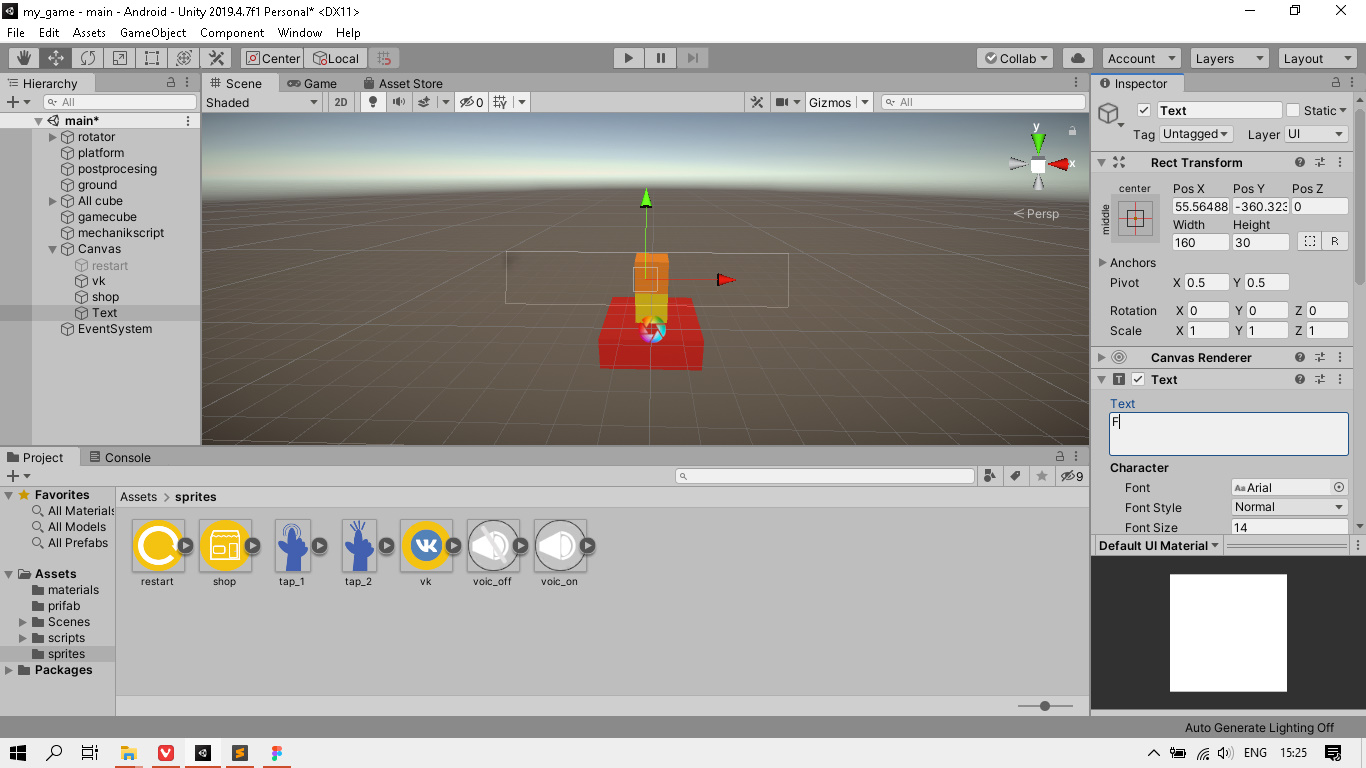 my_game - main - Android - Unity 2019.4.7f1 Personal* <DX11>
File Edit Assets GameObject Component Window Help
Center Local Collab Account Layers Layout
Hierarchy
All
main*
rotator
platform
postprocesing
ground
All cube
gamecube
mechanikscript
Canvas
restart
vk
shop
Text
EventSystem
Scene Game Asset Store
Shaded 2D 0 Gizmos All
y
x
Persp
Inspector
Text Static
Tag Untagged Layer UI
Rect Transform
center
middle
Pos X Pos Y Pos Z
55.56488 -360.323 0
Width Height
160 30 R
Anchors
Pivot X 0.5 Y 0.5
Rotation X 0 Y 0 Z 0
Scale X 1 Y 1 Z 1
Canvas Renderer
T Text
Text
F
Character
Font Aa Arial
Font Style Normal
Font Size 14
Default UI Material
Project Console
9
Favorites
All Materials
All Models
All Prefabs
Assets
materials
prifab
Scenes
scripts
sprites
Packages
Assets > sprites
restart shop tap_1 tap_2 vk voic_off voic_on
Auto Generate Lighting Off
ENG 15:25